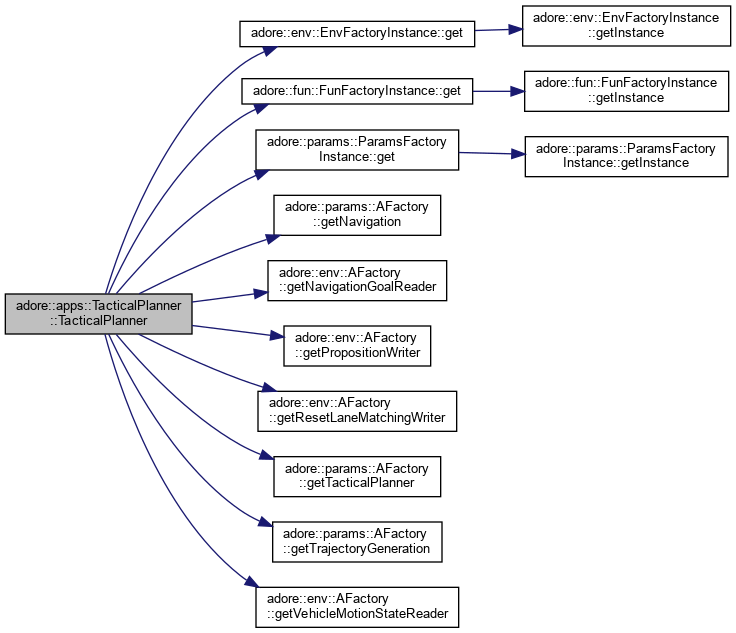 adore::apps::TacticalPlanner
::TacticalPlanner
adore::env::EnvFactoryInstance::get
adore::env::EnvFactoryInstance
::getInstance
adore::fun::FunFactoryInstance::get
adore::fun::FunFactoryInstance
::getInstance
adore::params::ParamsFactory
Instance::get
adore::params::ParamsFactory
Instance::getInstance
adore::params::AFactory
::getNavigation
adore::env::AFactory
::getNavigationGoalReader
adore::env::AFactory
::getPropositionWriter
adore::env::AFactory
::getResetLaneMatchingWriter
adore::params::AFactory
::getTacticalPlanner
adore::params::AFactory
::getTrajectoryGeneration
adore::env::AFactory
::getVehicleMotionStateReader